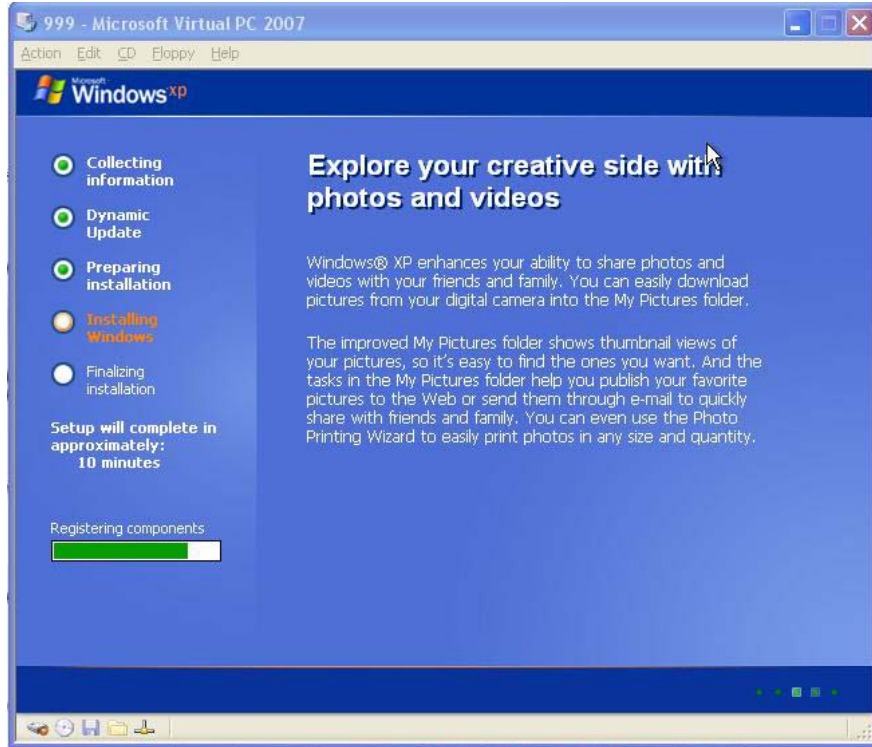 999 - Microsoft Virtual PC 2007
Action Edit CD Floppy Help
Microsoft
Windows xp
Collecting
information
Dynamic
Update
Preparing
installation
Installing
Windows
Finalizing
installation
Setup will complete in
approximately:
10 minutes
Registering components
Explore your creative side with
photos and videos
Windows® XP enhances your ability to share photos and
videos with your friends and family. You can easily download
pictures from your digital camera into the My Pictures folder.
The improved My Pictures folder shows thumbnail views of
your pictures, so it's easy to find the ones you want. And the
tasks in the My Pictures folder help you publish your favorite
pictures to the Web or send them through e-mail to quickly
share with friends and family. You can even use the Photo
Printing Wizard to easily print photos in any size and quantity.